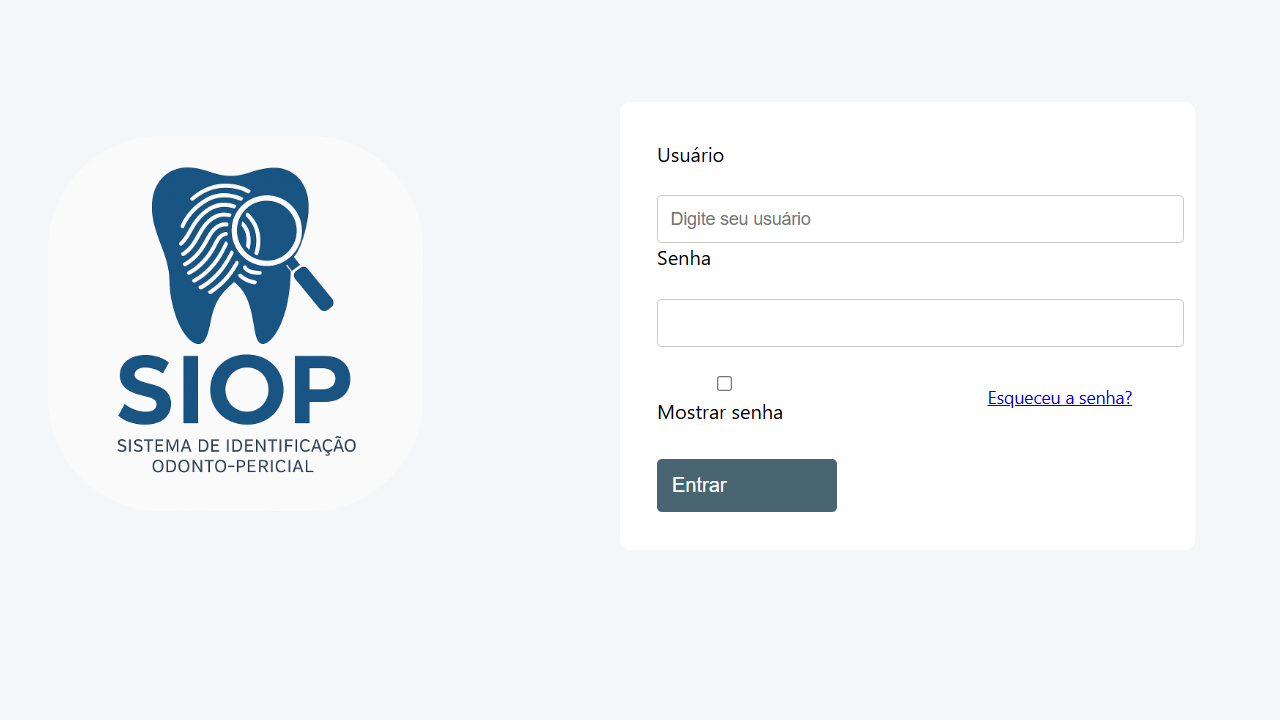 SIOP
SISTEMA DE IDENTIFICAÇÃO
ODONTO-PERICIAL
Usuário
Digite seu usuário
Senha
Mostrar senha
Esqueceu a senha?
Entrar